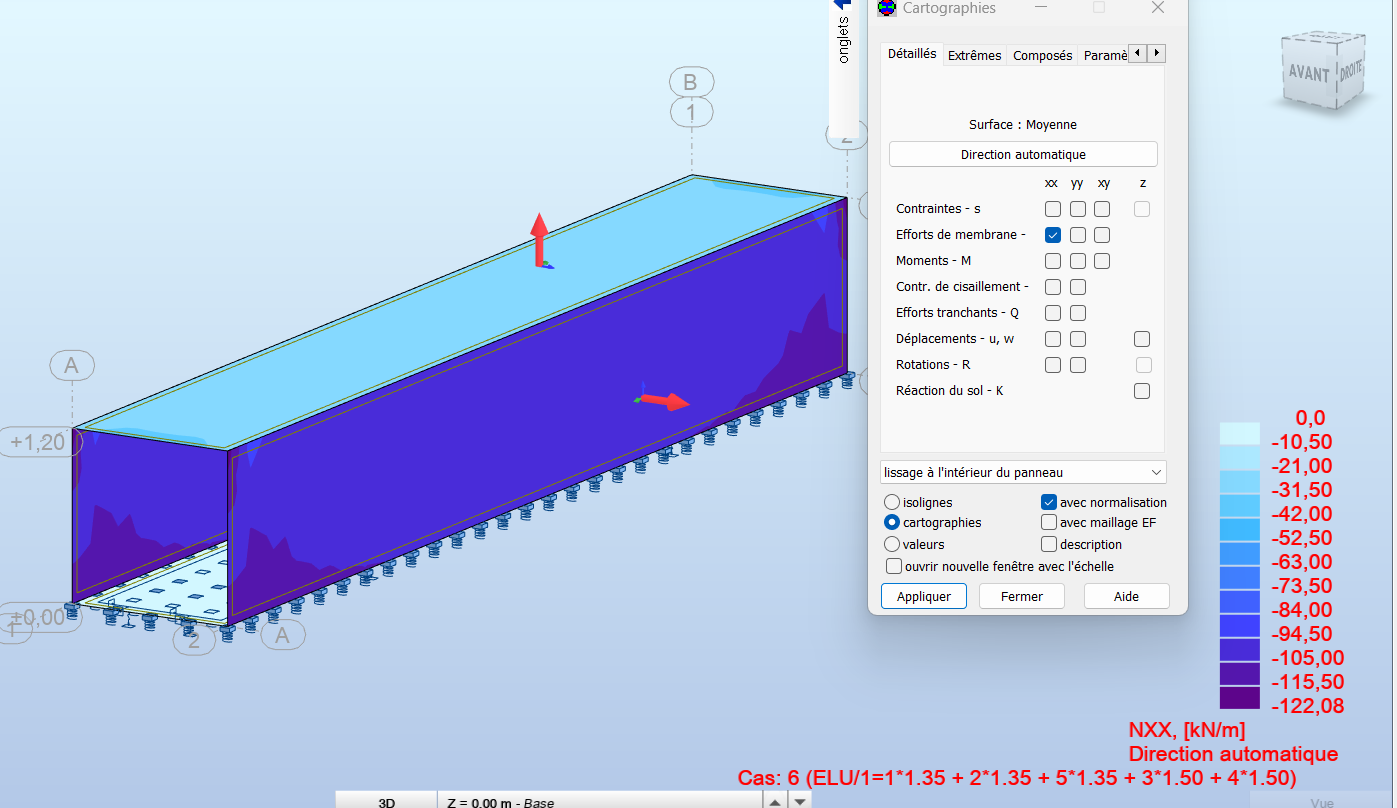 onglets
Cartographies
Détaillés Extrêmes Composés Paramè
Surface : Moyenne
Direction automatique
xx yy xy z
Contraintes - s
Efforts de membrane -
Moments - M
Contr. de cisaillement -
Efforts tranchants - Q
Déplacements - u, w
Rotations - R
Réaction du sol - K
lissage à l'intérieur du panneau
isolignes avec normalisation
cartographies avec maillage EF
valeurs description
ouvrir nouvelle fenêtre avec l'échelle
Appliquer Fermer Aide
AVANT DROITE
B
1
2
A
+1,20
±0,00
1
2
A
0,0
-10,50
-21,00
-31,50
-42,00
-52,50
-63,00
-73,50
-84,00
-94,50
-105,00
-115,50
-122,08
NXX, [kN/m]
Direction automatique
Cas: 6 (ELU/1=1*1.35 + 2*1.35 + 5*1.35 + 3*1.50 + 4*1.50)
3D Z = 0.00 m - Base
Vue